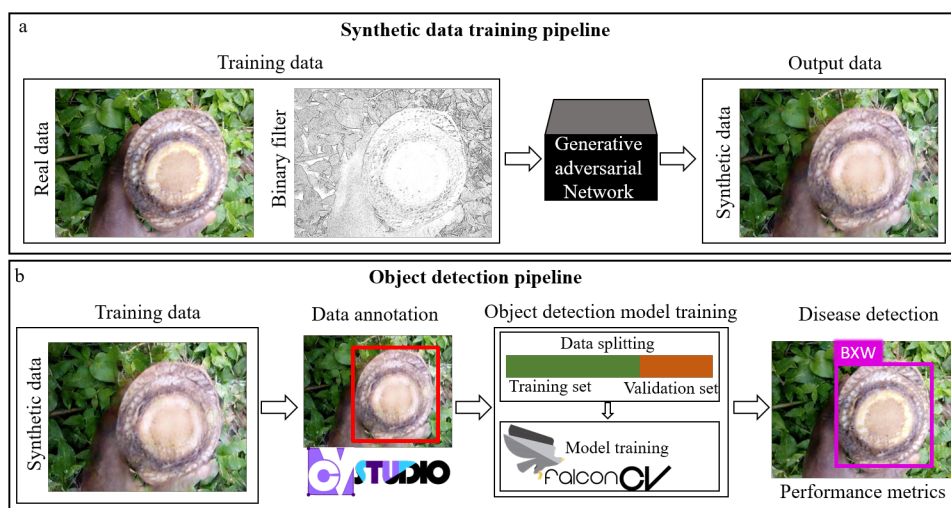 a
Synthetic data training pipeline
Training data
Output data
Real data
Binary filter
Generative
adversarial
Network
Synthetic data
b
Object detection pipeline
Training data
Data annotation
Object detection model training
Disease detection
Synthetic data
CVSTUDIO
Data splitting
Training set
Validation set
Model training
falconCV
BXW
Performance metrics